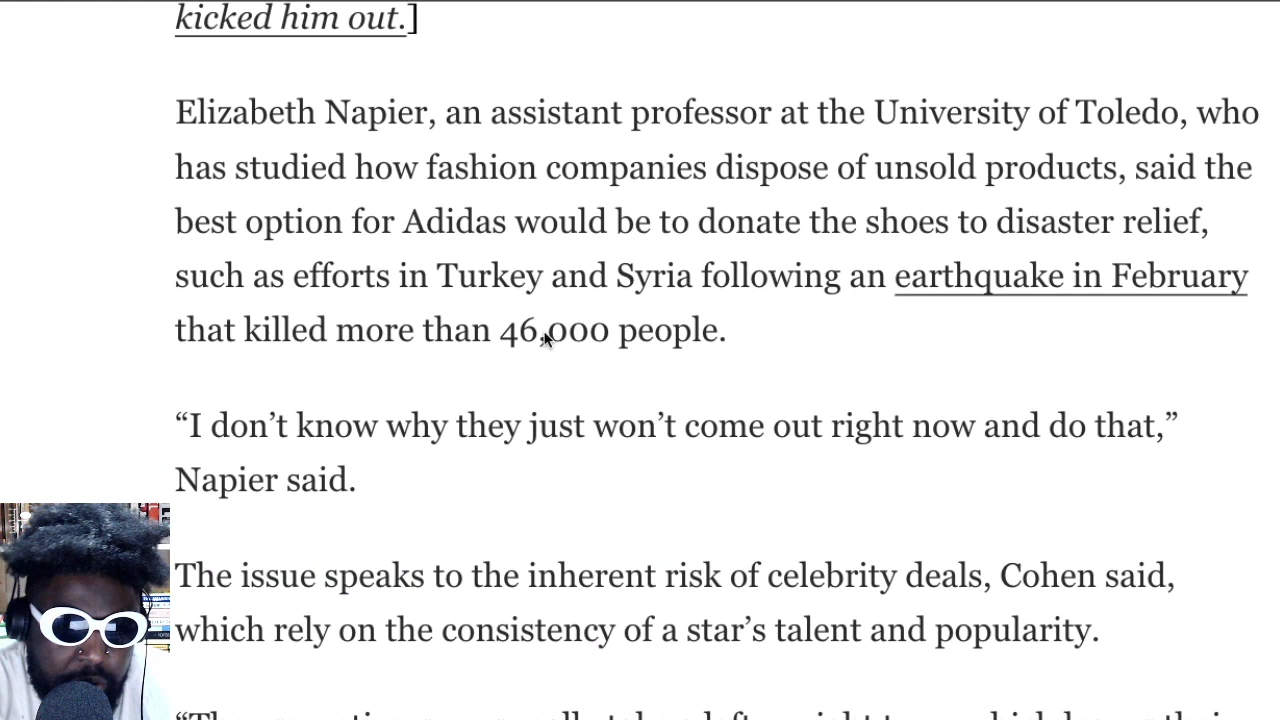 kicked him out.]
Elizabeth Napier, an assistant professor at the University of Toledo, who
has studied how fashion companies dispose of unsold products, said the
best option for Adidas would be to donate the shoes to disaster relief,
such as efforts in Turkey and Syria following an earthquake in February
that killed more than 46,000 people.
“I don’t know why they just won’t come out right now and do that,”
Napier said.
The issue speaks to the inherent risk of celebrity deals, Cohen said,
which rely on the consistency of a star’s talent and popularity.